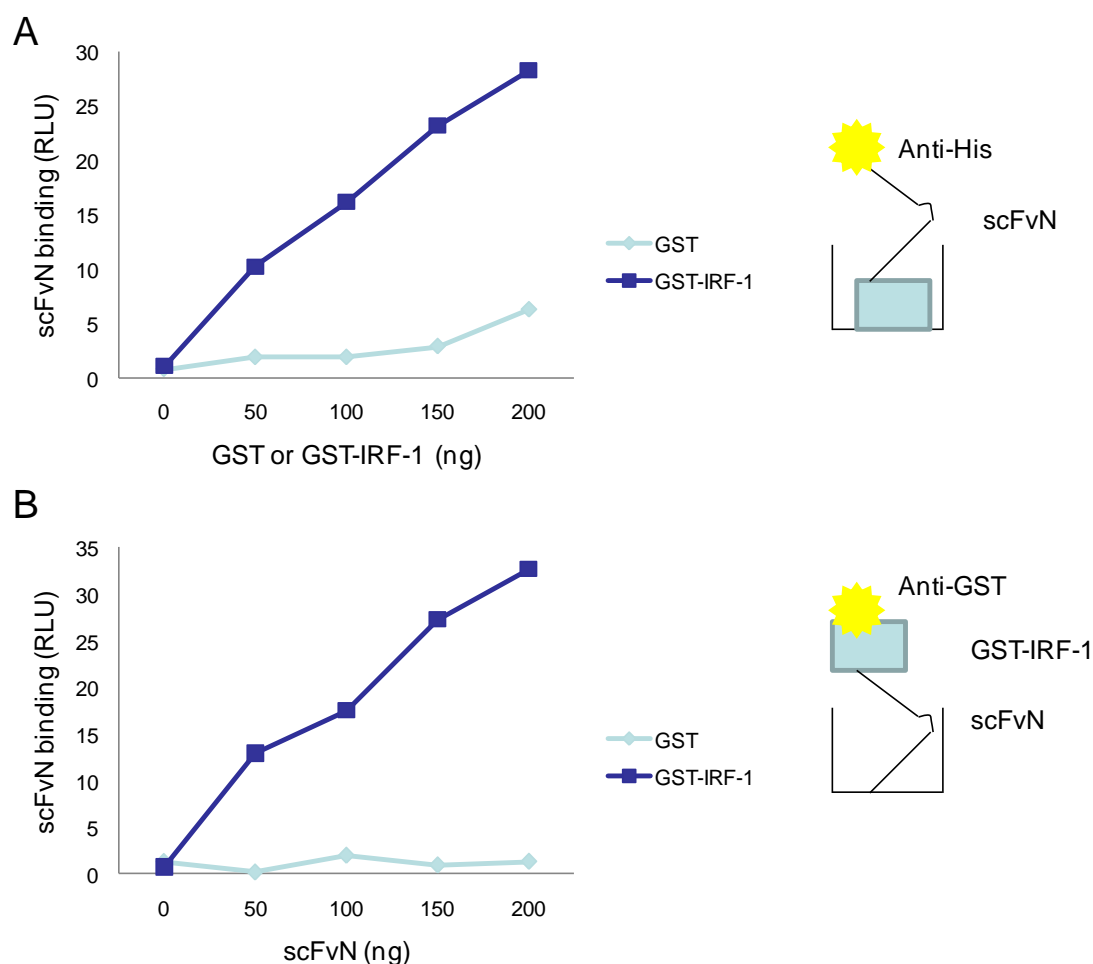 A
30
25
20
15
10
5
0
scFvN binding (RLU)
0 50 100 150 200
GST or GST-IRF-1 (ng)
GST
GST-IRF-1
Anti-His
scFvN
B
35
30
25
20
15
10
5
0
scFvN binding (RLU)
0 50 100 150 200
scFvN (ng)
GST
GST-IRF-1
Anti-GST
GST-IRF-1
scFvN